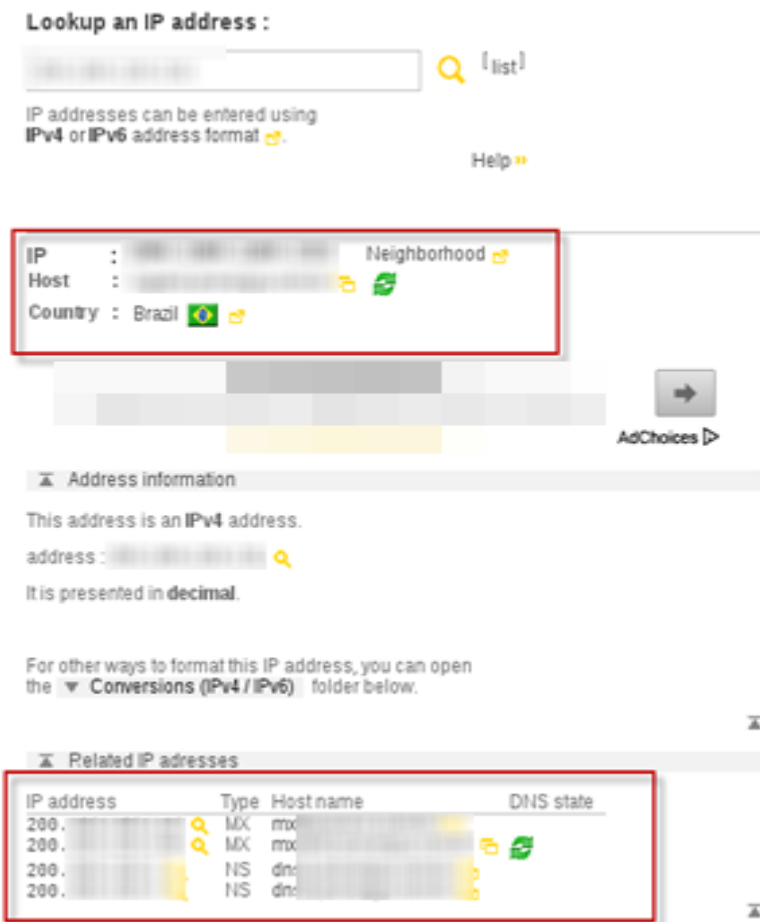 Lookup an IP address :
[list]
IP addresses can be entered using
IPv4 or IPv6 address format .
Help
IP : Neighborhood
Host :
Country : Brazil
AdChoices
Address information
This address is an IPv4 address.
address :
It is presented in decimal.
For other ways to format this IP address, you can open
the Conversions (IPv4 / IPv6) folder below.
Related IP adresses
IP address Type Host name DNS state
200. MX mx
200. MX mx
200. NS dns
200. NS dns